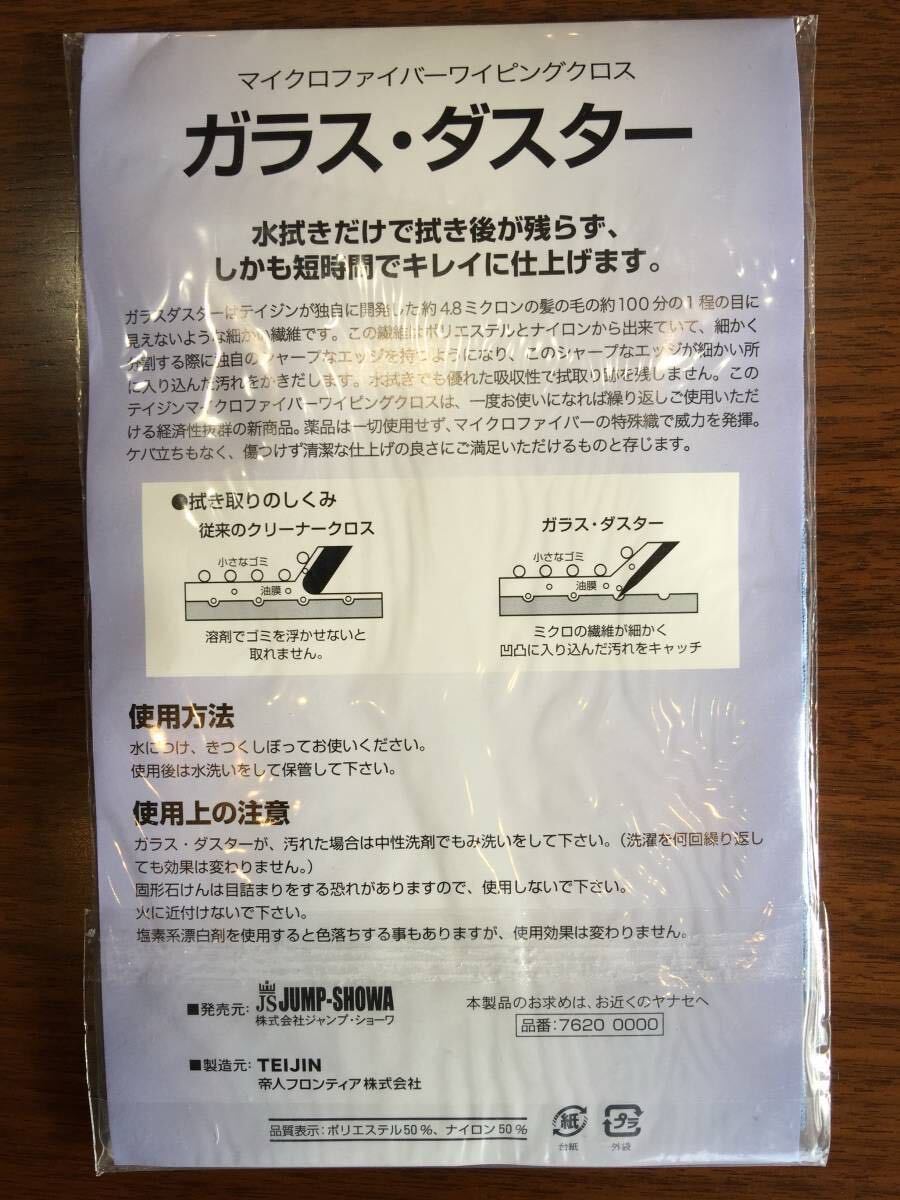 マイクロファイバーワイピングクロス
ガラス・ダスター
水拭きだけで拭き後が残らず、
しかも短時間でキレイに仕上げます。
ガラスダスターはテイジンが独自に開発した約4.8ミクロンの髪の毛の約100分の1程の目に
見えないような細かい繊維です。この繊維はポリエステルとナイロンから出来ていて、細かく
分割する際に独自のシャープなエッジを持つようになり、このシャープなエッジが細かい所
に入り込んだ汚れをかきだします。水拭きでも優れた吸収性で拭取り跡を残しません。この
テイジンマイクロファイバーワイピングクロスは、一度お使いになれば繰り返しご使用いただ
ける経済性抜群の新商品。薬品は一切使用せず、マイクロファイバーの特殊織で威力を発揮。
ケバ立ちもなく、傷つけず清潔な仕上げの良さにご満足いただけるものと存じます。
●拭き取りのしくみ
従来のクリーナークロス
小さなゴミ
油膜
溶剤でゴミを浮かせないと
取れません。
ガラス・ダスター
小さなゴミ
油膜
ミクロの繊維が細かく
凹凸に入り込んだ汚れをキャッチ
使用方法
水につけ、きつくしぼってお使いください。
使用後は水洗いをして保管して下さい。
使用上の注意
ガラス・ダスターが、汚れた場合は中性洗剤でもみ洗いをして下さい。(洗濯を何回繰り返し
ても効果は変わりません。)
固形石けんは目詰まりをする恐れがありますので、使用しないで下さい。
火に近付けないで下さい。
塩素系漂白剤を使用すると色落ちする事もありますが、使用効果は変わりません。
■発売元: JS JUMP-SHOWA
株式会社ジャンプ・ショーワ
本製品のお求めは、お近くのヤナセへ
品番:7620 0000
■製造元: TEIJIN
帝人フロンティア株式会社
品質表示:ポリエステル50%、ナイロン50%
紙
台紙
プラ
外袋